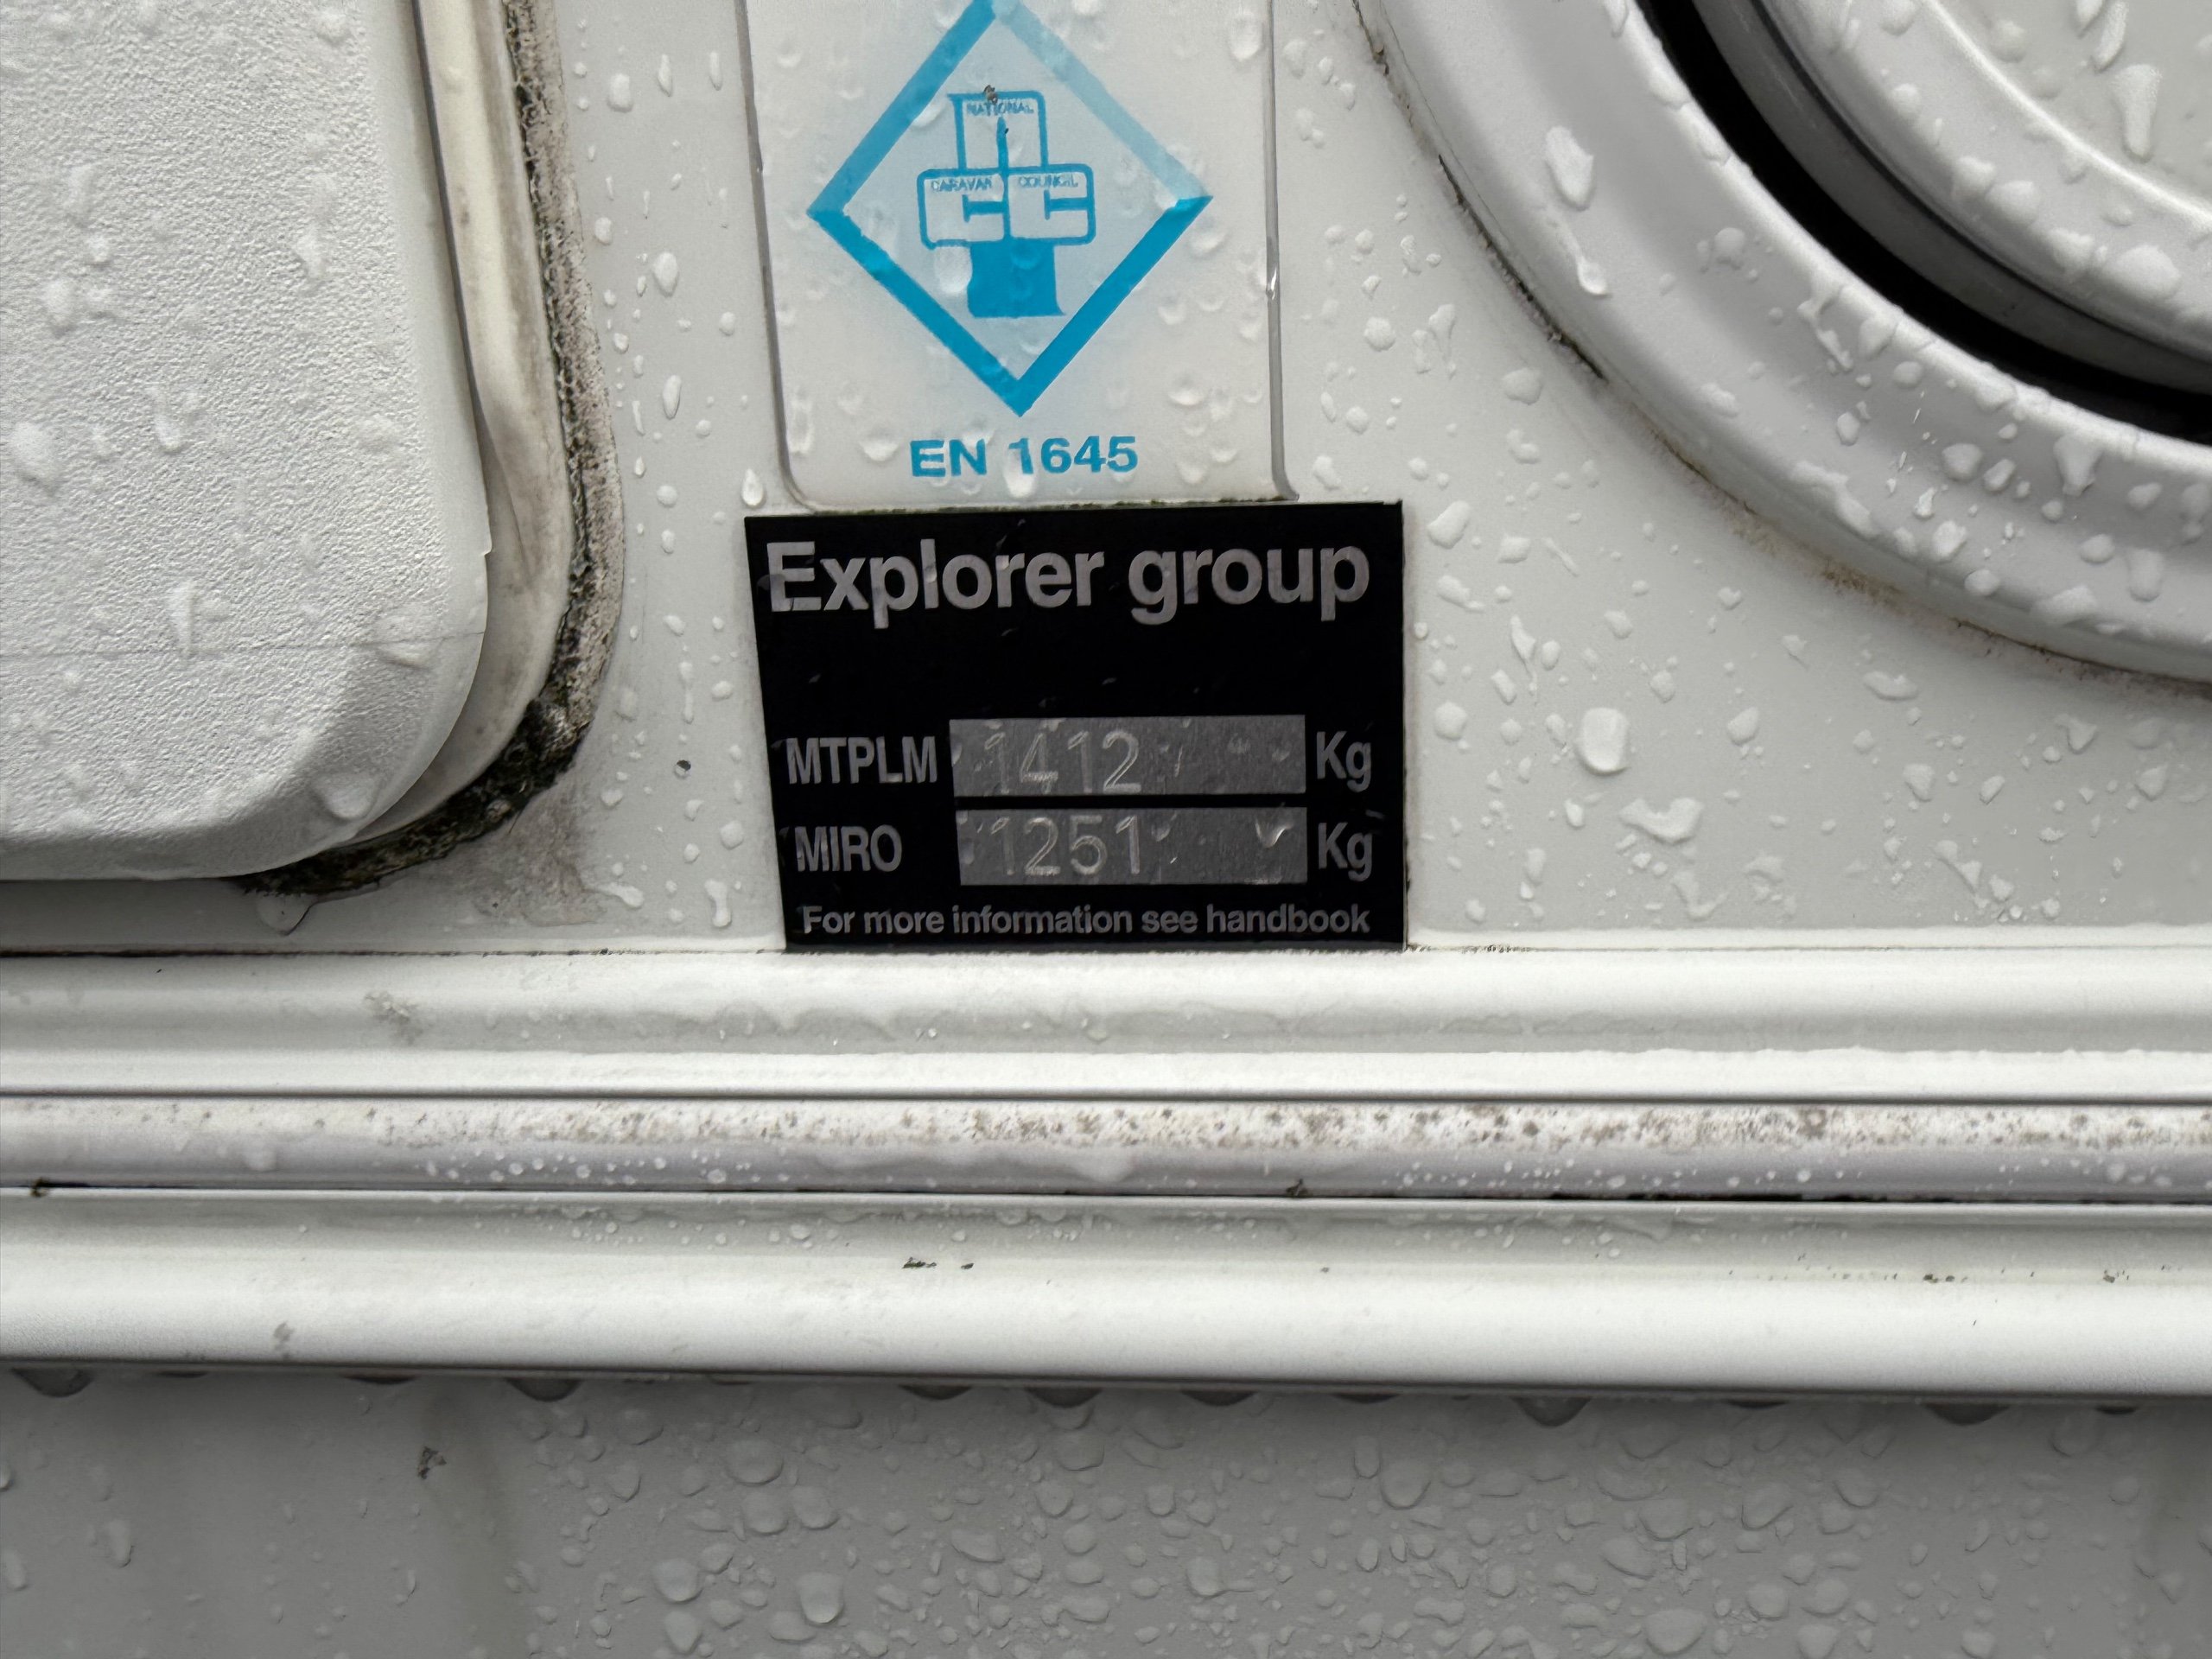 NATIONAL
CARAVAN COUNCIL
EN 1645
Explorer group
MTPLM 1412 Kg
MIRO 1251 Kg
For more information see handbook